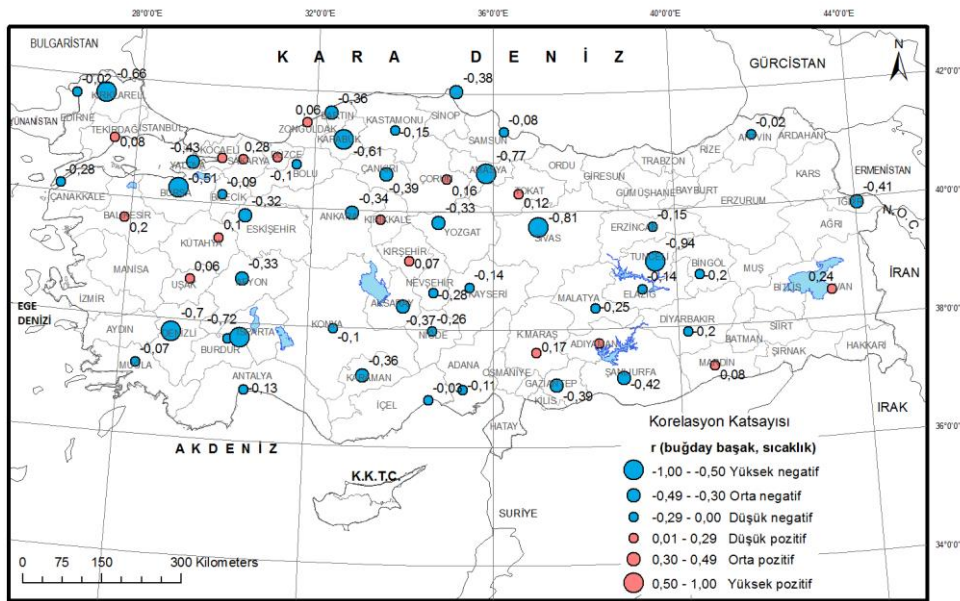 28°0'0"E 32°0'0"E 36°0'0"E 40°0'0"E 44°0'0"E
BULGARİSTAN
K A R A D E N İ Z
GÜRCİSTAN
N
42°0'0"N
-0,02 -0,66
KIRKLARELİ
EDİRNE
YUNANİSTAN
TEKİRDAĞ
0,08
İSTANBUL
0,06 -0,36
BARTIN
ZONGULDAK
KASTAMONU
-0,15
SİNOP
-0,38
KARABÜK
-0,61
-0,08
SAMSUN
-0,02
ARTVİN
ARDAHAN
-0,43
KOCAELİ
0,28
SAKARYA
DÜZCE
-0,1
BOLU
YALOVA
ÇANKIRI
-0,39
ÇORUM
0,16
AMASYA
-0,77
TOKAT
0,12
ORDU
GİRESUN
TRABZON
RİZE
GÜMÜŞHANE
BAYBURT
ERZURUM
KARS
ERMENİSTAN
-0,41
IĞDIR
N.Ö.C.
AĞRI
40°0'0"N
-0,28
ÇANAKKALE
-0,51
BURSA
-0,09
BİLECİK
-0,32
ESKİŞEHİR
-0,34
ANKARA
KIRIKKALE
-0,33
YOZGAT
-0,81
SİVAS
-0,15
ERZİNCAN
BALIKESİR
0,2
0,1
KÜTAHYA
KIRŞEHİR
0,07
-0,94
TUNCELİ
-0,14
ELAZIĞ
BİNGÖL
-0,2
MUŞ
BİTLİS
0,24
VAN
İRAN
MANİSA
0,06
UŞAK
-0,33
AFYON
-0,14
NEVŞEHİR
-0,28
KAYSERİ
AKSARAY
-0,37 -0,26
NİĞDE
MALATYA
-0,25
DİYARBAKIR
-0,2
BATMAN
SİİRT
ŞIRNAK
HAKKARİ
38°0'0"N
EGE
DENİZİ
İZMİR
AYDIN
-0,7
DENİZLİ
-0,72
ISPARTA
BURDUR
KONYA
-0,1
-0,07
MUĞLA
ANTALYA
-0,13
-0,36
KARAMAN
İÇEL
-0,03
-0,11
ADANA
OSMANİYE
K.MARAŞ
0,17
ADIYAMAN
GAZİANTEP
-0,39
KİLİS
ŞANLIURFA
-0,42
MARDİN
0,08
HATAY
IRAK
36°0'0"N
A K D E N İ Z
K.K.T.C.
SURİYE
34°0'0"N
Korelasyon Katsayısı
r (buğday başak, sıcaklık)
-1,00 - -0,50 Yüksek negatif
-0,49 - -0,30 Orta negatif
-0,29 - 0,00 Düşük negatif
0,01 - 0,29 Düşük pozitif
0,30 - 0,49 Orta pozitif
0,50 - 1,00 Yüksek pozitif
0 75 150 300 Kilometers
28°0'0"E 32°0'0"E 36°0'0"E 40°0'0"E